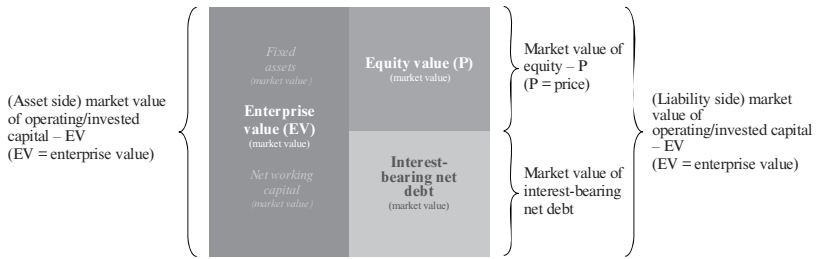 (Asset side) market value
of operating/invested
capital – EV
(EV = enterprise value)
Fixed
assets
(market value)
Enterprise
value (EV)
(market value)
Net working
capital
(market value)
Equity value (P)
(market value)
Interest-
bearing net
debt
(market value)
Market value of
equity – P
(P = price)
Market value of
interest-bearing
net debt
(Liability side) market
value of
operating/invested capital
– EV
(EV = enterprise value)